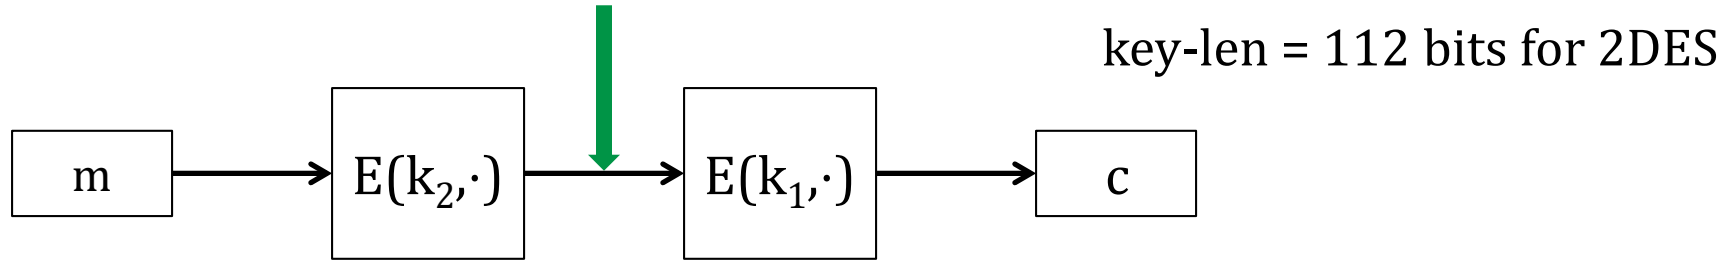 key-len = 112 bits for 2DES
m E(k₂,·) E(k₁,·) c